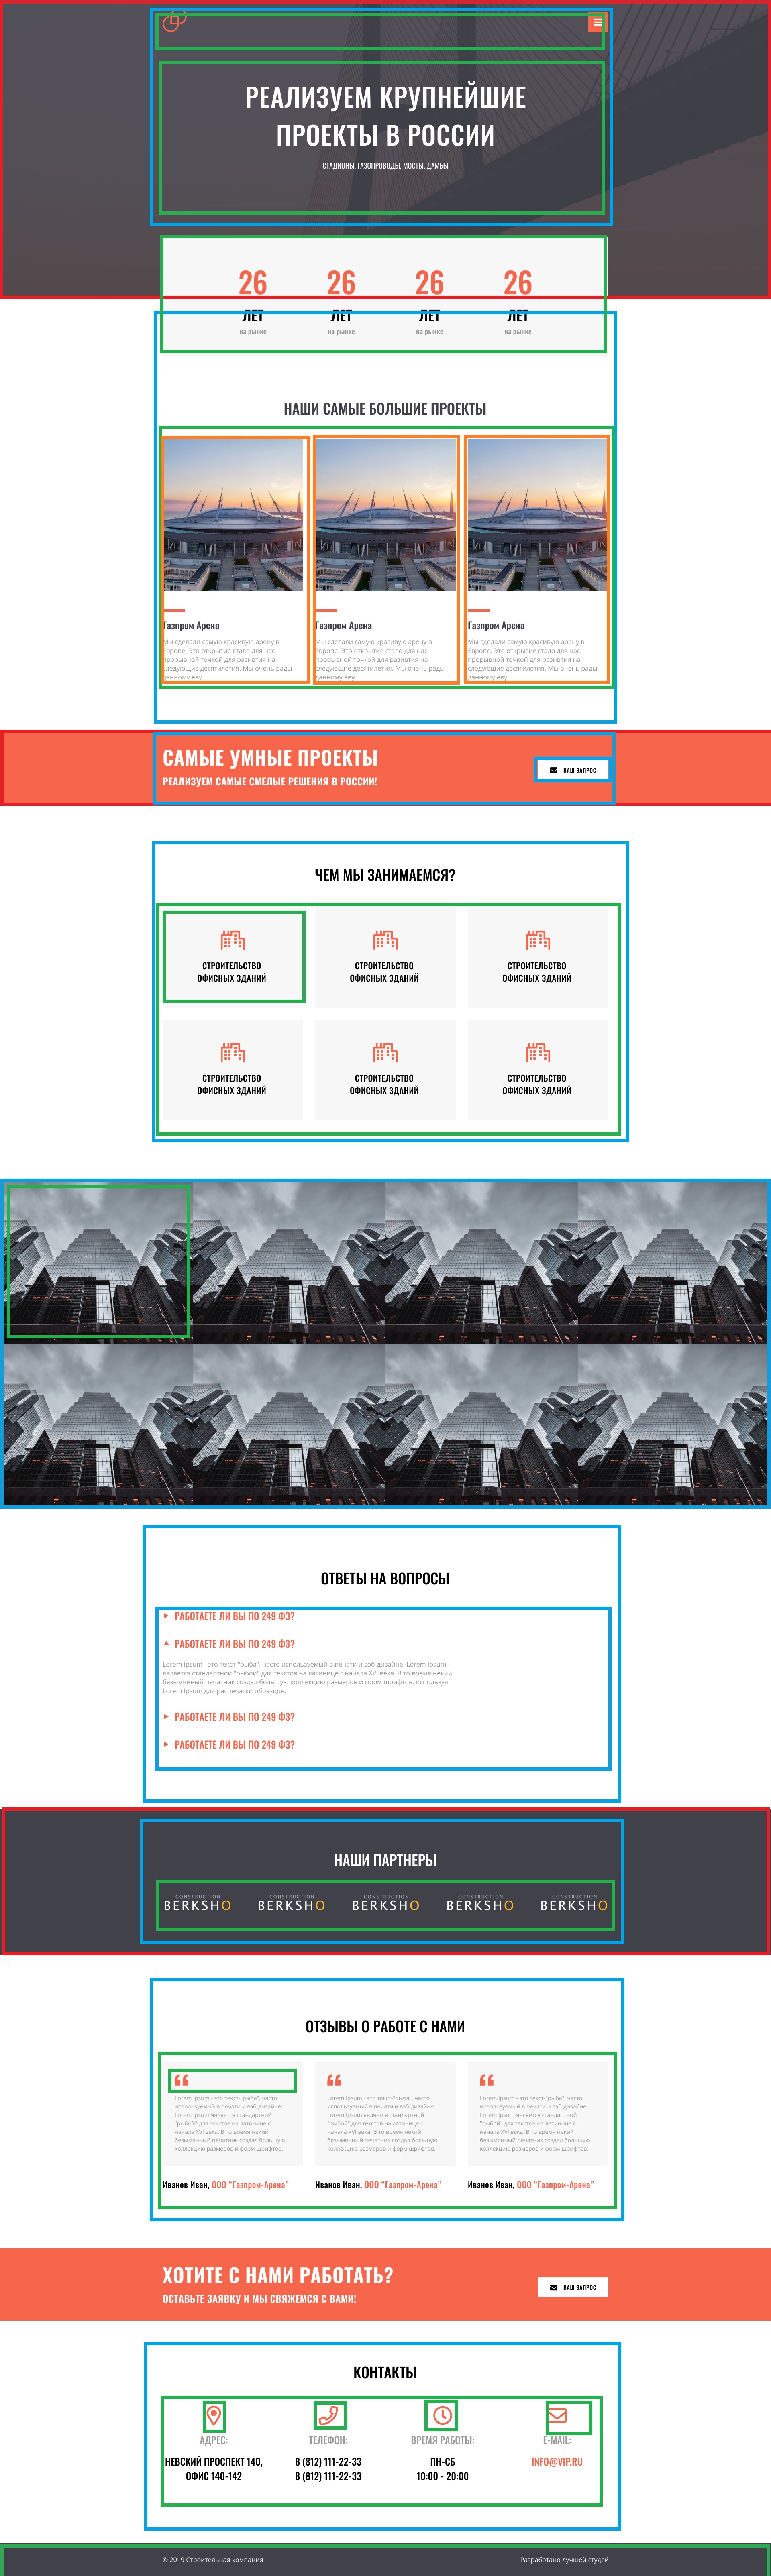 РЕАЛИЗУЕМ КРУПНЕЙШИЕ
ПРОЕКТЫ В РОССИИ
СТАДИОНЫ, ГАЗОПРОВОДЫ, МОСТЫ, ДАМБЫ
26 26 26 26
ЛЕТ ЛЕТ ЛЕТ ЛЕТ
на рынке на рынке на рынке на рынке
НАШИ САМЫЕ БОЛЬШИЕ ПРОЕКТЫ
Газпром Арена
Мы сделали самую красивую арену в
Европе. Это открытие стало для нас
прорывной точкой для разивтия на
следующие десятилетия. Мы очень рады
данному еву.
Газпром Арена
Мы сделали самую красивую арену в
Европе. Это открытие стало для нас
прорывной точкой для разивтия на
следующие десятилетия. Мы очень рады
данному еву.
Газпром Арена
Мы сделали самую красивую арену в
Европе. Это открытие стало для нас
прорывной точкой для разивтия на
следующие десятилетия. Мы очень рады
данному еву.
САМЫЕ УМНЫЕ ПРОЕКТЫ
РЕАЛИЗУЕМ САМЫЕ СМЕЛЫЕ РЕШЕНИЯ В РОССИИ!
ВАШ ЗАПРОС
ЧЕМ МЫ ЗАНИМАЕМСЯ?
СТРОИТЕЛЬСТВО
ОФИСНЫХ ЗДАНИЙ
СТРОИТЕЛЬСТВО
ОФИСНЫХ ЗДАНИЙ
СТРОИТЕЛЬСТВО
ОФИСНЫХ ЗДАНИЙ
СТРОИТЕЛЬСТВО
ОФИСНЫХ ЗДАНИЙ
СТРОИТЕЛЬСТВО
ОФИСНЫХ ЗДАНИЙ
СТРОИТЕЛЬСТВО
ОФИСНЫХ ЗДАНИЙ
ОТВЕТЫ НА ВОПРОСЫ
РАБОТАЕТЕ ЛИ ВЫ ПО 249 ФЗ?
РАБОТАЕТЕ ЛИ ВЫ ПО 249 ФЗ?
Lorem Ipsum - это текст-"рыба", часто используемый в печати и вэб-дизайне. Lorem Ipsum
является стандартной "рыбой" для текстов на латинице с начала XVI века. В то время некий
безымянный печатник создал большую коллекцию размеров и форм шрифтов, используя
Lorem Ipsum для распечатки образцов.
РАБОТАЕТЕ ЛИ ВЫ ПО 249 ФЗ?
РАБОТАЕТЕ ЛИ ВЫ ПО 249 ФЗ?
НАШИ ПАРТНЕРЫ
CONSTRUCTION CONSTRUCTION CONSTRUCTION CONSTRUCTION CONSTRUCTION
BERKSHO BERKSHO BERKSHO BERKSHO BERKSHO
ОТЗЫВЫ О РАБОТЕ С НАМИ
Lorem Ipsum - это текст-"рыба", часто
используемый в печати и вэб-дизайне.
Lorem Ipsum является стандартной
"рыбой" для текстов на латинице с
начала XVI века. В то время некий
безымянный печатник создал большую
коллекцию размеров и форм шрифтов.
Иванов Иван, ООО “Газпром-Арена”
Lorem Ipsum - это текст-"рыба", часто
используемый в печати и вэб-дизайне.
Lorem Ipsum является стандартной
"рыбой" для текстов на латинице с
начала XVI века. В то время некий
безымянный печатник создал большую
коллекцию размеров и форм шрифтов.
Иванов Иван, ООО “Газпром-Арена”
Lorem Ipsum - это текст-"рыба", часто
используемый в печати и вэб-дизайне.
Lorem Ipsum является стандартной
"рыбой" для текстов на латинице с
начала XVI века. В то время некий
безымянный печатник создал большую
коллекцию размеров и форм шрифтов.
Иванов Иван, ООО “Газпром-Арена”
ХОТИТЕ С НАМИ РАБОТАТЬ?
ОСТАВЬТЕ ЗАЯВКУ И МЫ СВЯЖЕМСЯ С ВАМИ!
ВАШ ЗАПРОС
КОНТАКТЫ
АДРЕС:
НЕВСКИЙ ПРОСПЕКТ 140,
ОФИС 140-142
ТЕЛЕФОН:
8 (812) 111-22-33
8 (812) 111-22-33
ВРЕМЯ РАБОТЫ:
ПН-СБ
10:00 - 20:00
E-MAIL:
INFO@VIP.RU
© 2019 Строительная компания
Разработано лучшей студей